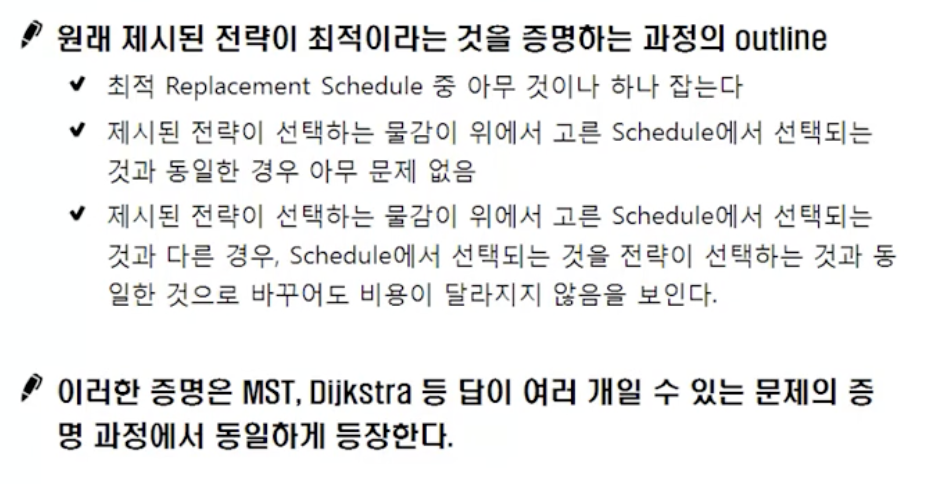 원래 제시된 전략이 최적이라는 것을 증명하는 과정의 outline
최적 Replacement Schedule 중 아무 것이나 하나 잡는다
제시된 전략이 선택하는 물감이 위에서 고른 Schedule에서 선택되는
것과 동일한 경우 아무 문제 없음
제시된 전략이 선택하는 물감이 위에서 고른 Schedule에서 선택되는
것과 다른 경우, Schedule에서 선택되는 것을 전략이 선택하는 것과 동
일한 것으로 바꾸어도 비용이 달라지지 않음을 보인다.
이러한 증명은 MST, Dijkstra 등 답이 여러 개일 수 있는 문제의 증
명 과정에서 동일하게 등장한다.